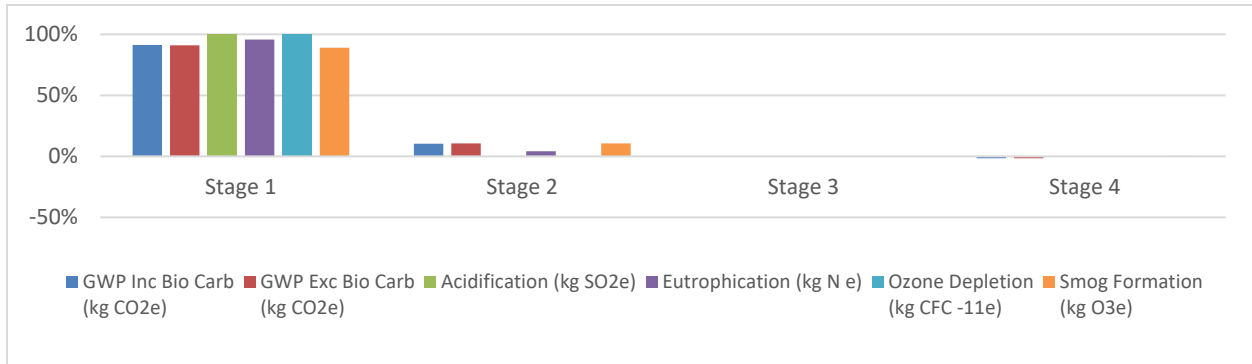 100%
50%
0%
-50%
Stage 1
Stage 2
Stage 3
Stage 4
GWP Inc Bio Carb
(kg CO2e)
GWP Exc Bio Carb
(kg CO2e)
Acidification (kg SO2e)
Eutrophication (kg N e)
Ozone Depletion
(kg CFC -11e)
Smog Formation
(kg O3e)